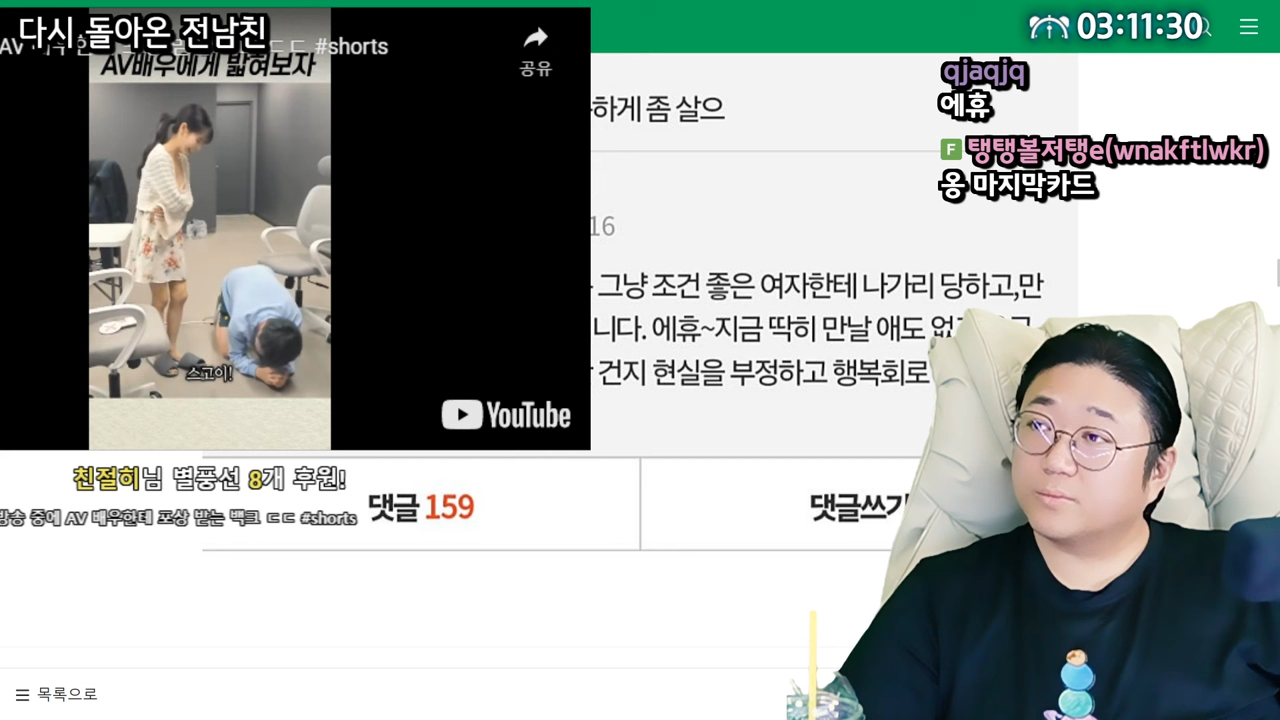 다시 돌아온 전남친
#shorts
AV배우에게 밟혀보자
공유
스고이!
YouTube
친절히님 별풍선 8개 후원!
방송 중에 AV 배우한테 포상 받는 백크 ㄷㄷ #shorts
하게 좀 살으
16
그냥 조건 좋은 여자한테 나가리 당하고,만
니다. 에휴~지금 딱히 만날 애도
건지 현실을 부정하고 행복회로
댓글 159
댓글쓰기
목록으로
03:11:30
qjaqjq
에휴
F 탱탱볼저탱e(wnakftlwkr)
옹 마지막카드